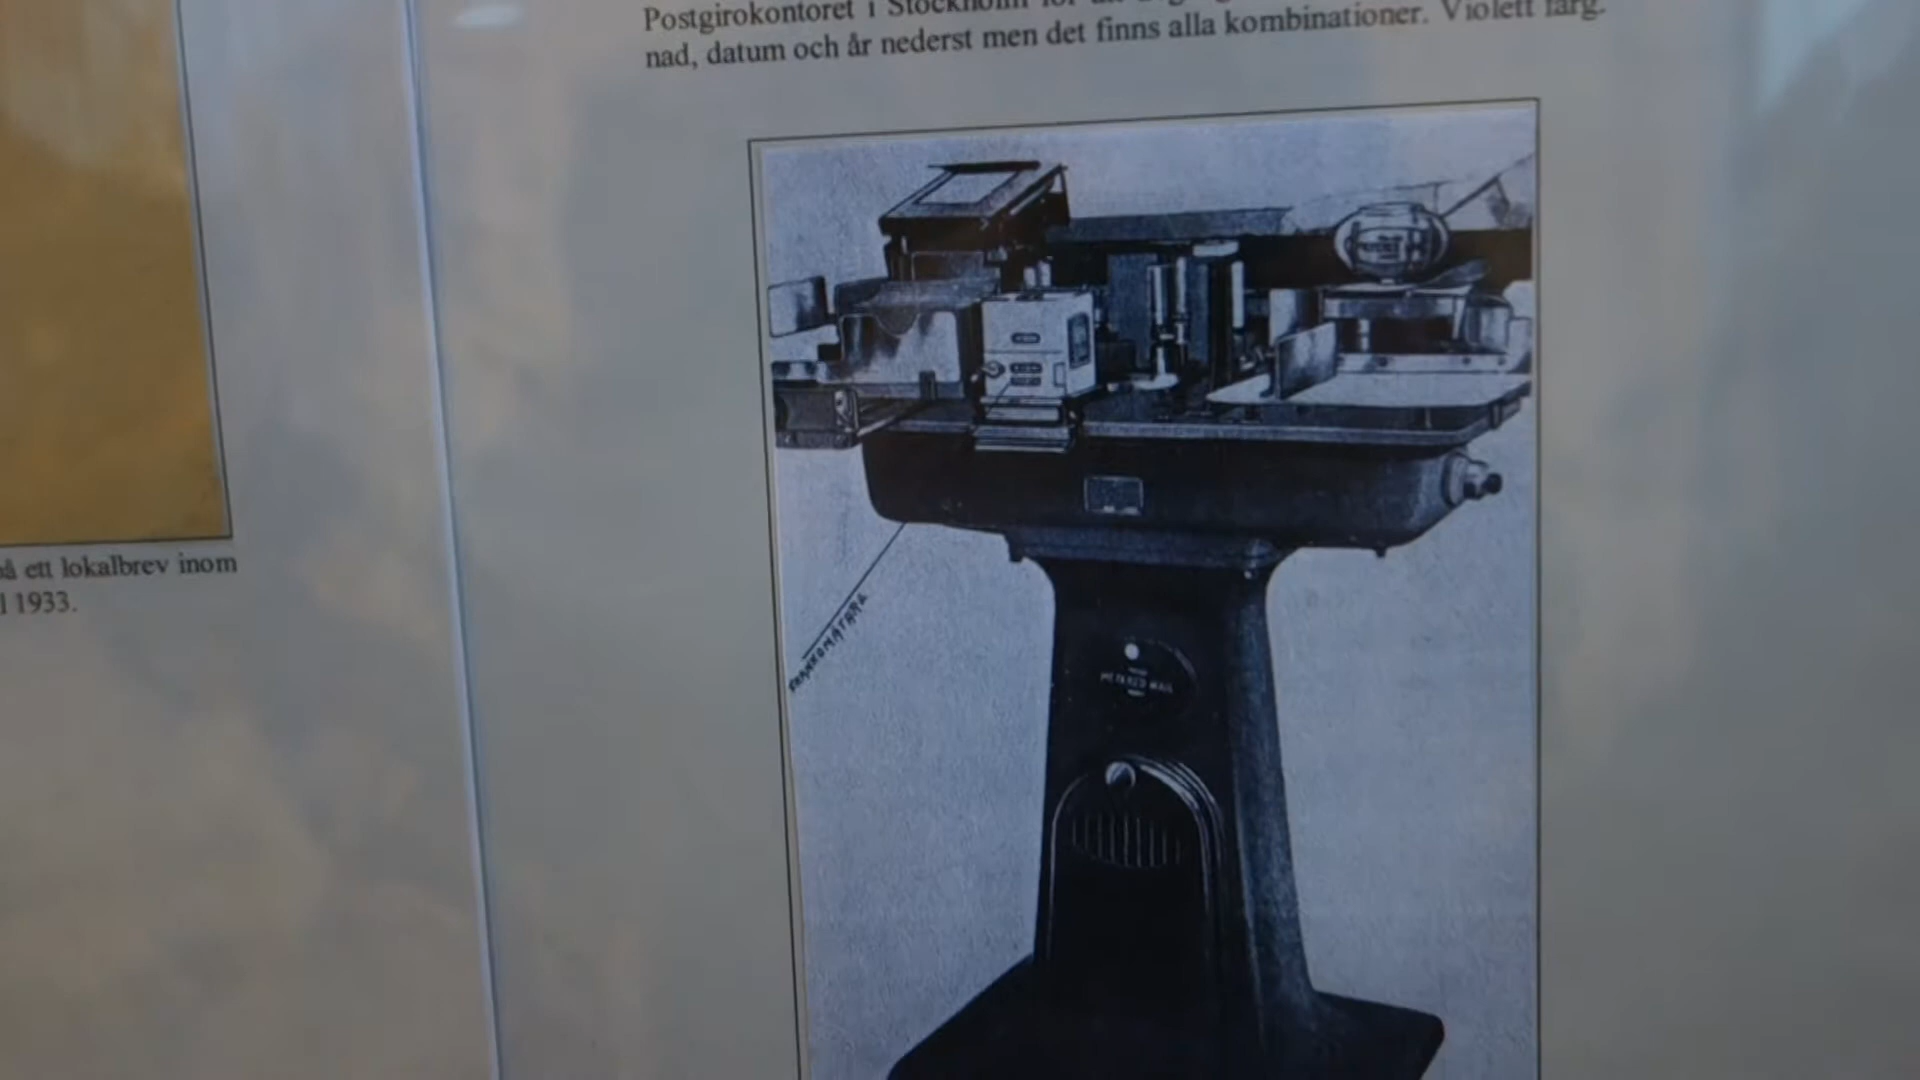 Postgirokontoret i Stockholm för
nad, datum och år nederst men det finns alla kombinationer. Violett färg.
å ett lokalbrev inom
l 1933.
METERED MAIL